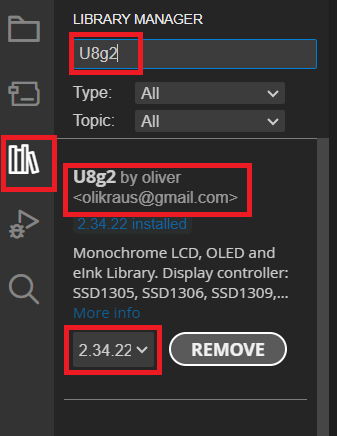 LIBRARY MANAGER
U8g2
Type: All
Topic: All
U8g2 by oliver
<olikraus@gmail.com>
2.34.22 installed
Monochrome LCD, OLED and
eInk Library. Display controller:
SSD1305, SSD1306, SSD1309,...
More info
2.34.22 REMOVE